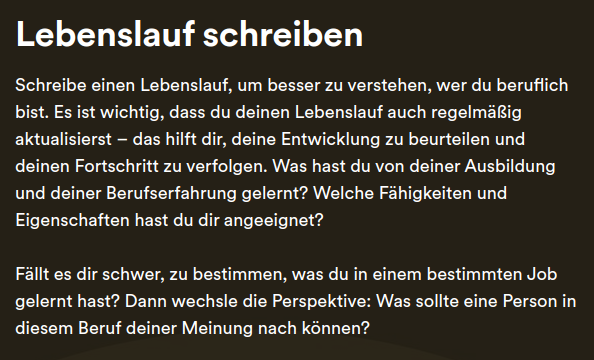 Lebenslauf schreiben
Schreibe einen Lebenslauf, um besser zu verstehen, wer du beruflich
bist. Es ist wichtig, dass du deinen Lebenslauf auch regelmäßig
aktualisierst – das hilft dir, deine Entwicklung zu beurteilen und
deinen Fortschritt zu verfolgen. Was hast du von deiner Ausbildung
und deiner Berufserfahrung gelernt? Welche Fähigkeiten und
Eigenschaften hast du dir angeeignet?
Fällt es dir schwer, zu bestimmen, was du in einem bestimmten Job
gelernt hast? Dann wechsle die Perspektive: Was sollte eine Person in
diesem Beruf deiner Meinung nach können?